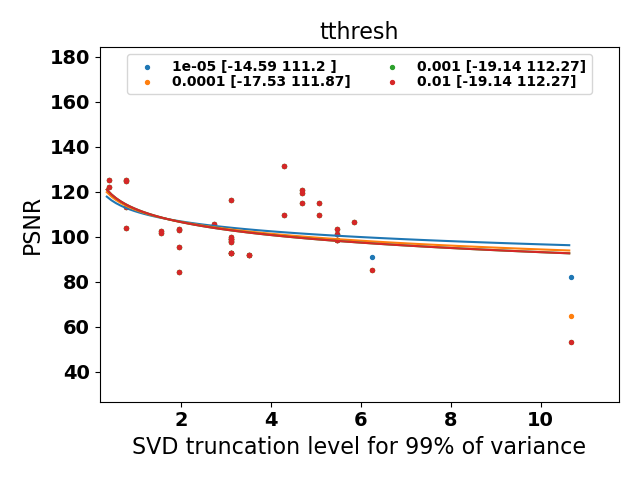 tthresh
1e-05 [-14.59 111.2 ]
0.0001 [-17.53 111.87]
0.001 [-19.14 112.27]
0.01 [-19.14 112.27]
180
160
140
120
100
80
60
40
PSNR
2 4 6 8 10
SVD truncation level for 99% of variance